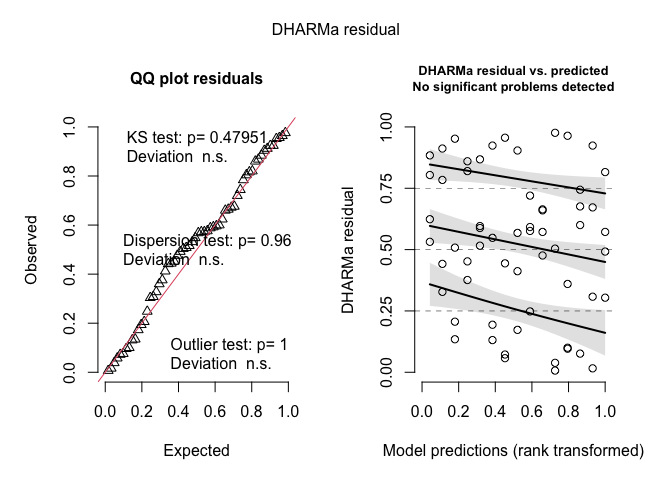 DHARMa residual
QQ plot residuals
KS test: p= 0.47951
Deviation n.s.
Dispersion test: p= 0.96
Deviation n.s.
Outlier test: p= 1
Deviation n.s.
Observed
0.0 0.2 0.4 0.6 0.8 1.0
0.0 0.2 0.4 0.6 0.8 1.0
Expected
DHARMa residual vs. predicted
No significant problems detected
DHARMa residual
0.00 0.25 0.50 0.75 1.00
0.0 0.2 0.4 0.6 0.8 1.0
Model predictions (rank transformed)